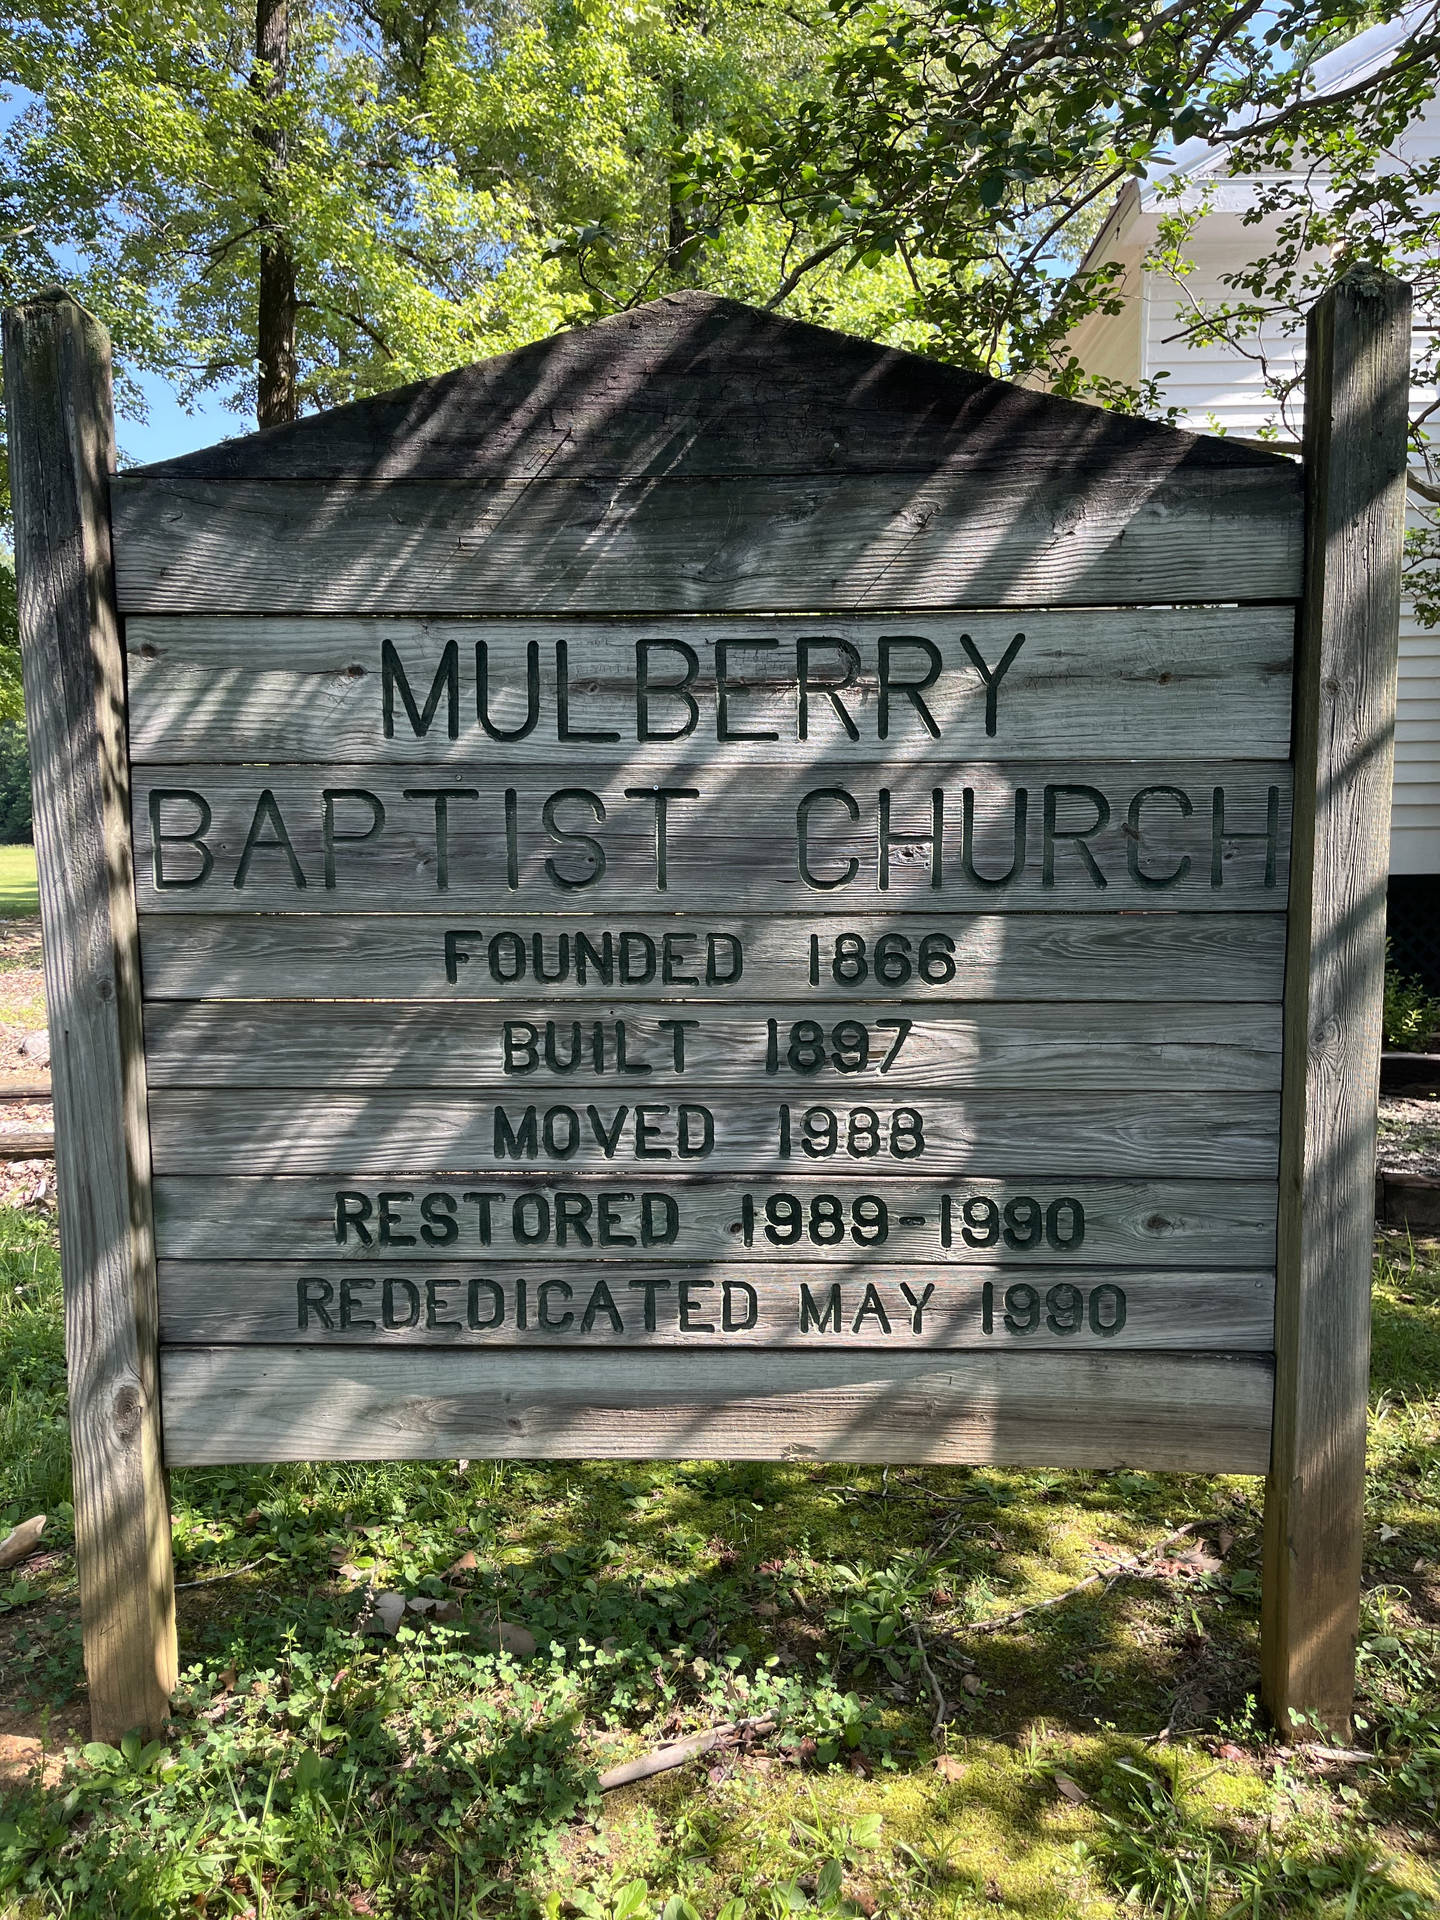 MULBERRY
BAPTIST CHURCH
FOUNDED 1866
BUILT 1897
MOVED 1988
RESTORED 1989-1990
REDEDICATED MAY 1990